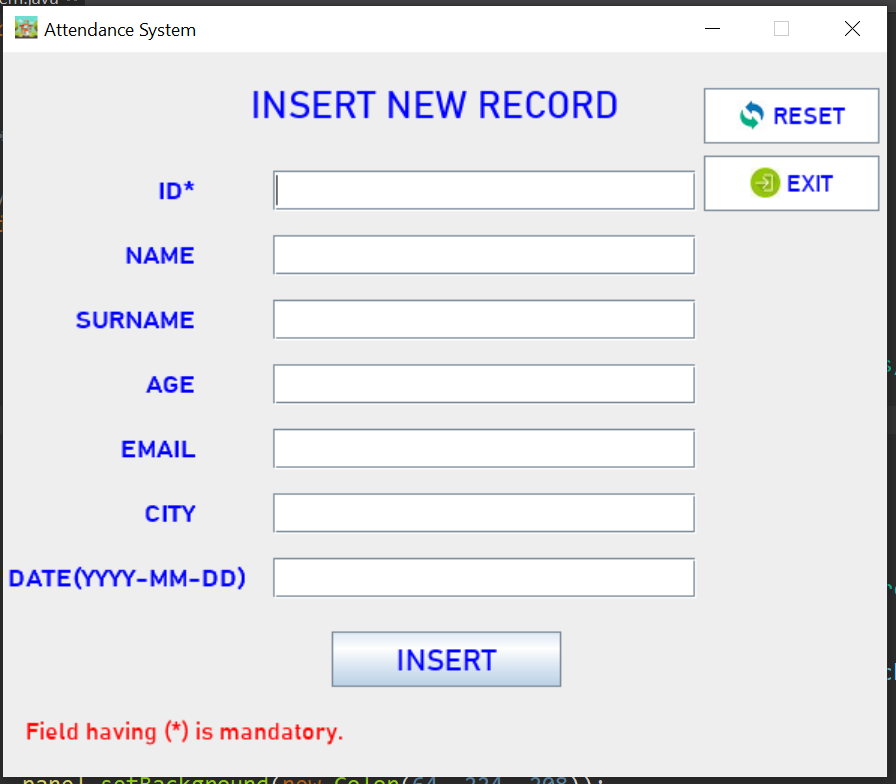 Attendance System
INSERT NEW RECORD
RESET
EXIT
ID*
NAME
SURNAME
AGE
EMAIL
CITY
DATE(YYYY-MM-DD)
INSERT
Field having (*) is mandatory.